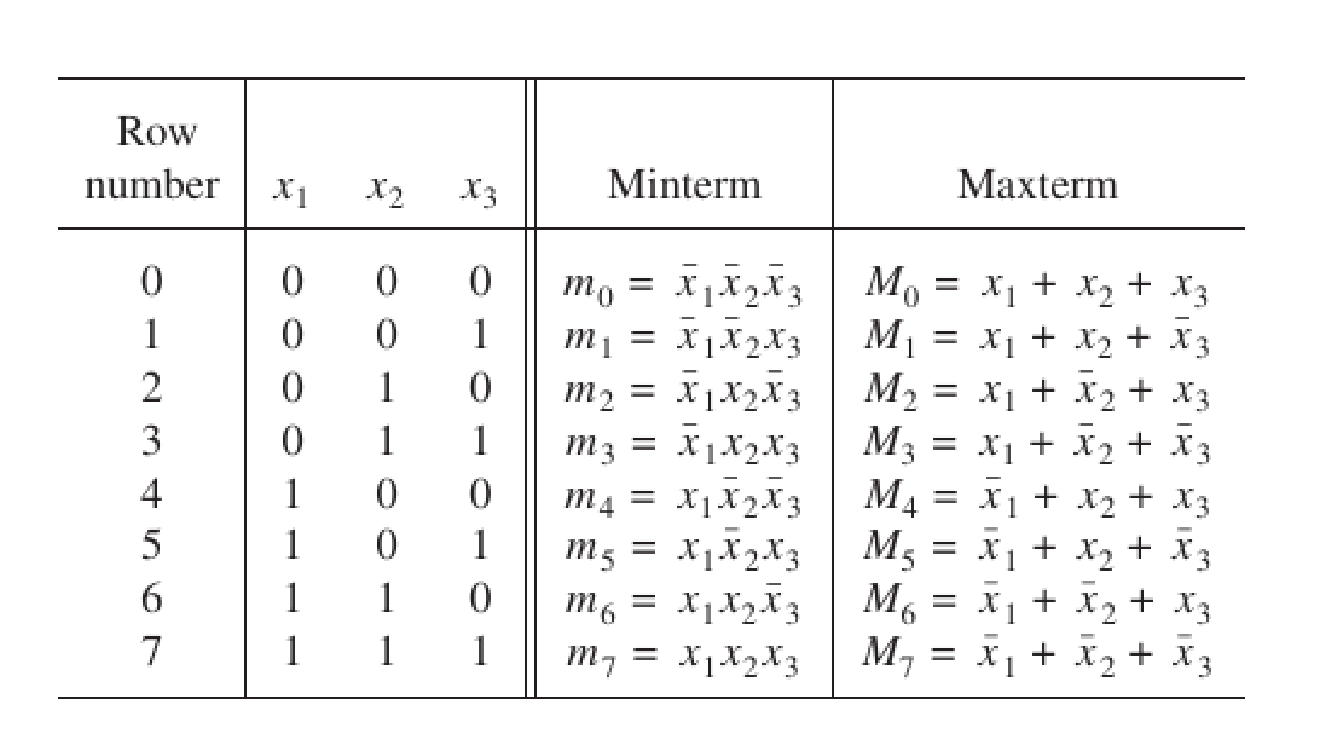 Row
number x₁ x₂ x₃ Minterm Maxterm
0 0 0 0 m₀ = x̄₁x̄₂x̄₃ M₀ = x₁ + x₂ + x₃
1 0 0 1 m₁ = x̄₁x̄₂x₃ M₁ = x₁ + x₂ + x̄₃
2 0 1 0 m₂ = x̄₁x₂x̄₃ M₂ = x₁ + x̄₂ + x₃
3 0 1 1 m₃ = x̄₁x₂x₃ M₃ = x₁ + x̄₂ + x̄₃
4 1 0 0 m₄ = x₁x̄₂x̄₃ M₄ = x̄₁ + x₂ + x₃
5 1 0 1 m₅ = x₁x̄₂x₃ M₅ = x̄₁ + x₂ + x̄₃
6 1 1 0 m₆ = x₁x₂x̄₃ M₆ = x̄₁ + x̄₂ + x₃
7 1 1 1 m₇ = x₁x₂x₃ M₇ = x̄₁ + x̄₂ + x̄₃